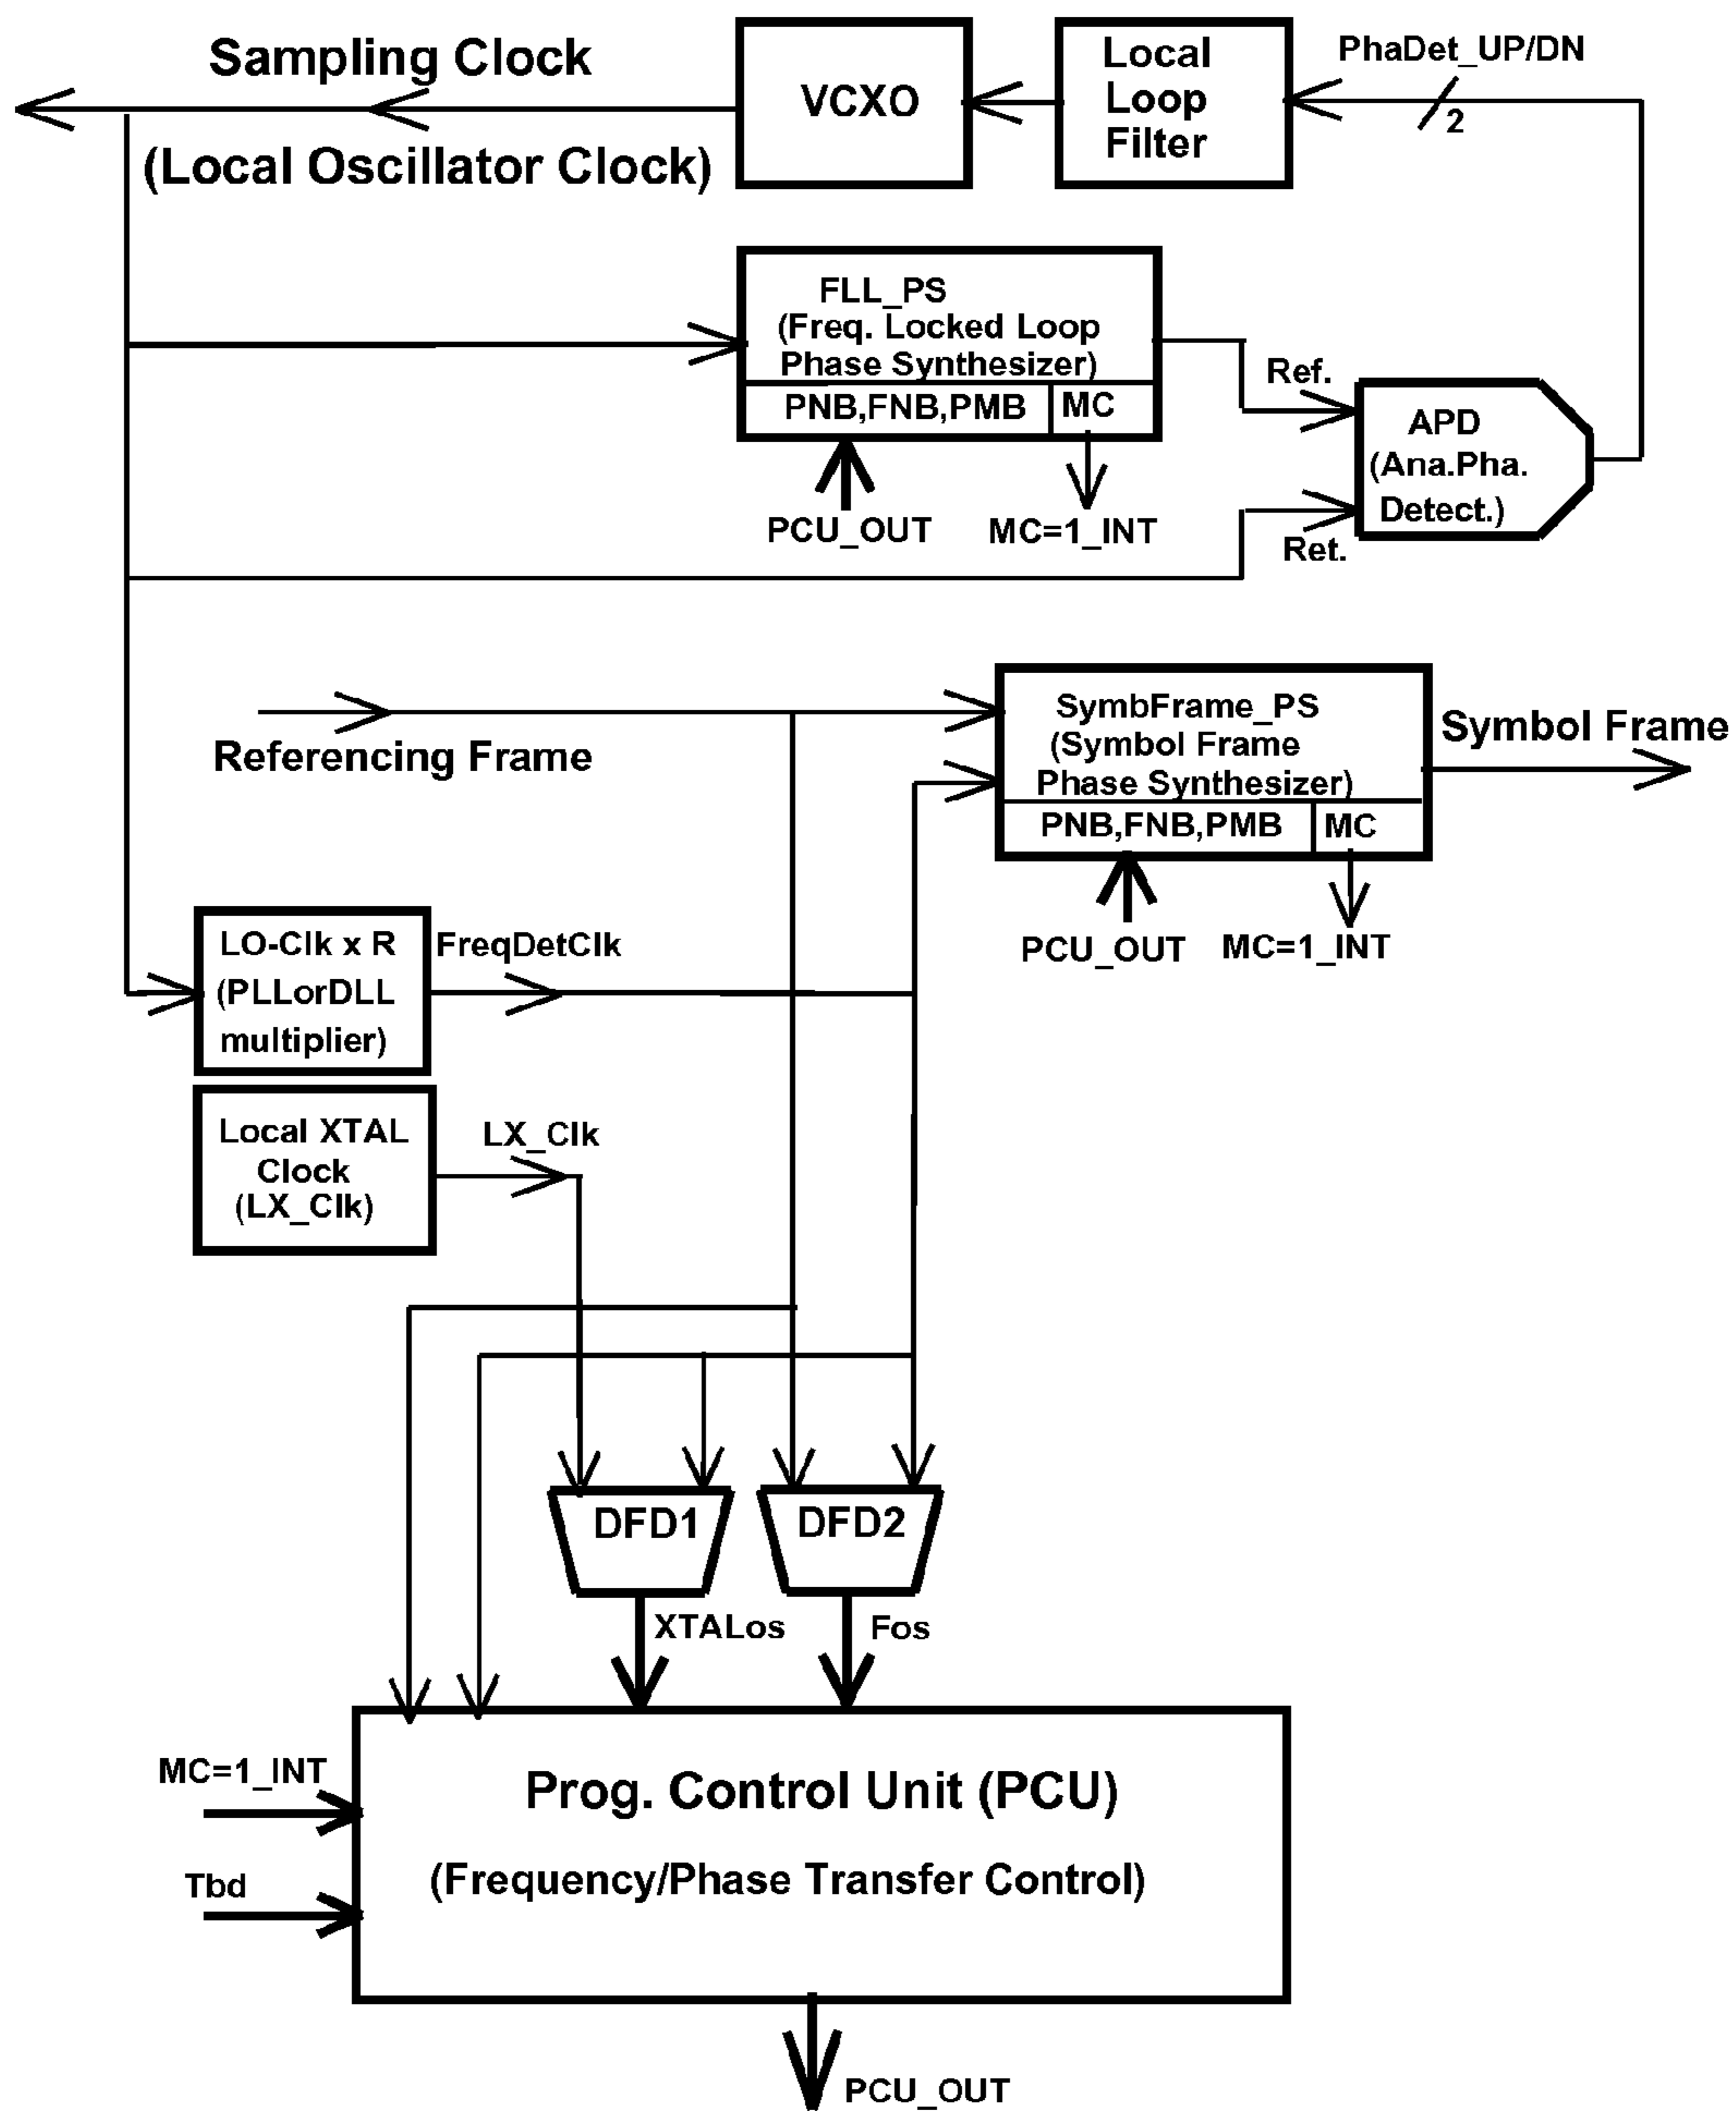 Sampling Clock
(Local Oscillator Clock)
VCXO
Local
Loop
Filter
PhaDet_UP/DN
2
FLL_PS
(Freq. Locked Loop
Phase Synthesizer)
PNB,FNB,PMB
MC
PCU_OUT
MC=1_INT
Ref.
Ret.
APD
(Ana.Pha.
Detect.)
Referencing Frame
SymbFrame_PS
(Symbol Frame
Phase Synthesizer)
PNB,FNB,PMB
MC
Symbol Frame
PCU_OUT
MC=1_INT
LO-Clk x R
(PLLorDLL
multiplier)
FreqDetClk
Local XTAL
Clock
(LX_Clk)
LX_Clk
DFD1
DFD2
XTALos
Fos
MC=1_INT
Tbd
Prog. Control Unit (PCU)
(Frequency/Phase Transfer Control)
PCU_OUT